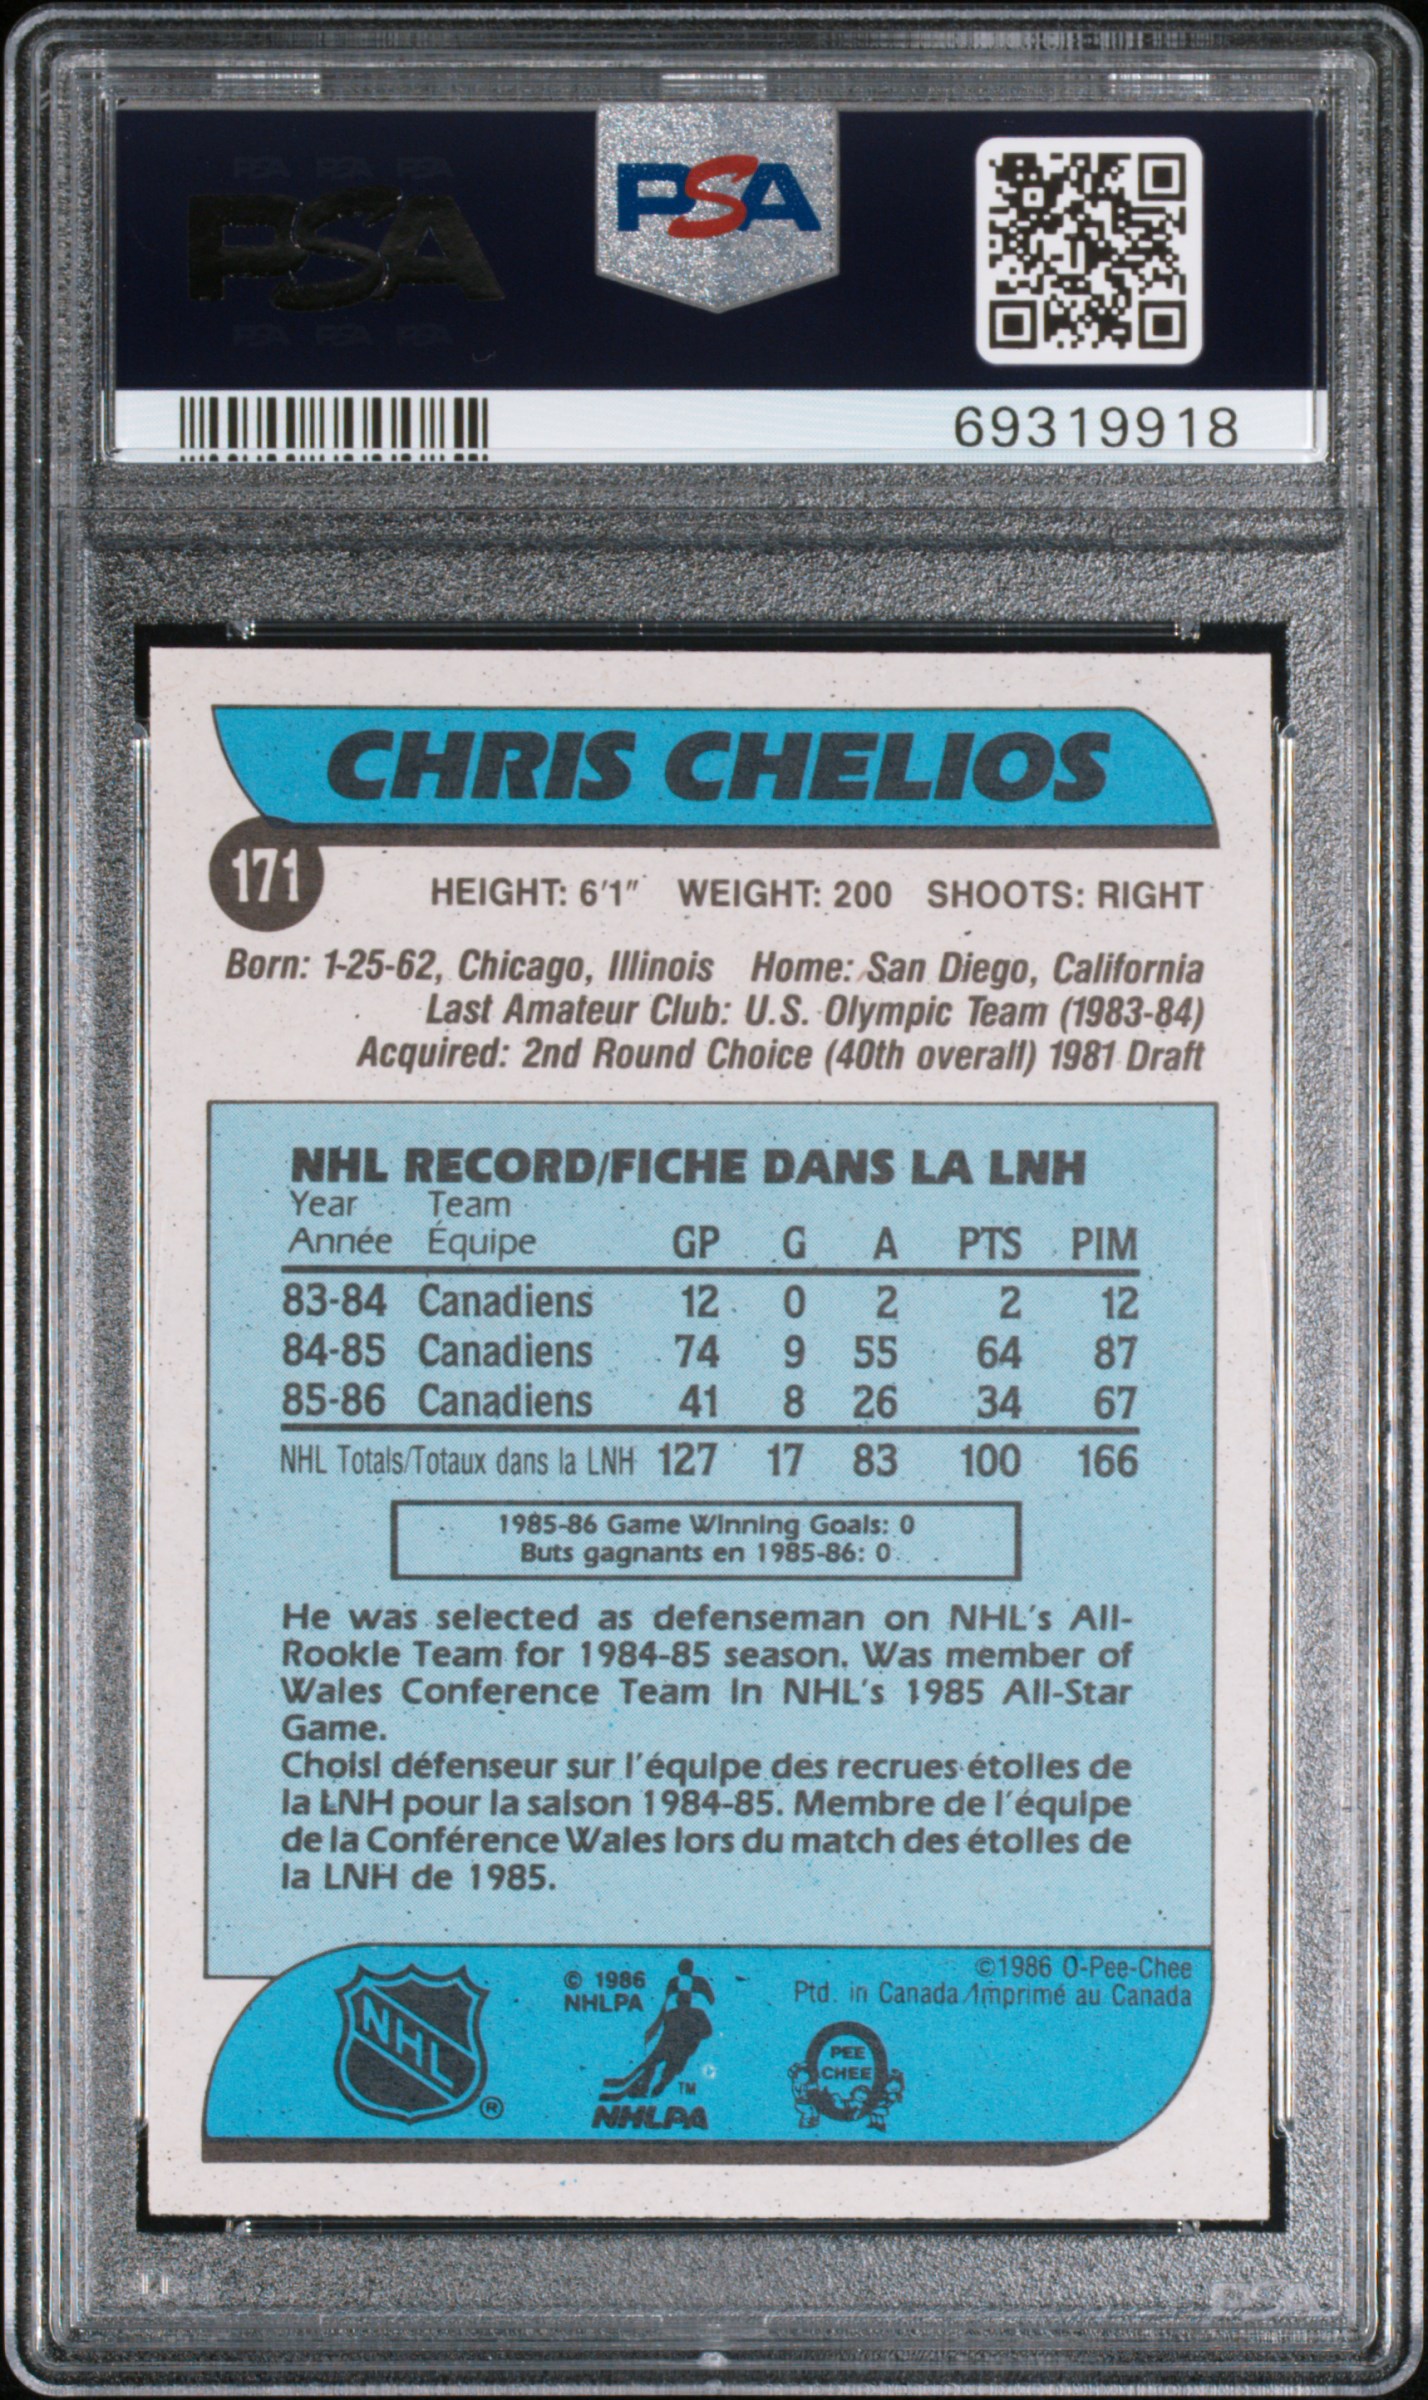 PSA PSA PSA
PSA
PSA PSA PSA
PSA
69319918
CHRIS CHELIOS
171
HEIGHT: 6'1" WEIGHT: 200 SHOOTS: RIGHT
Born: 1-25-62, Chicago, Illinois Home: San Diego, California
Last Amateur Club: U.S. Olympic Team (1983-84)
Acquired: 2nd Round Choice (40th overall) 1981 Draft
NHL RECORD/FICHE DANS LA LNH
Year Team
Année Équipe GP G A PTS PIM
83-84 Canadiens 12 0 2 2 12
84-85 Canadiens 74 9 55 64 87
85-86 Canadiens 41 8 26 34 67
NHL Totals/Totaux dans la LNH 127 17 83 100 166
1985-86 Game Winning Goals: 0
Buts gagnants en 1985-86: 0
He was selected as defenseman on NHL's All-
Rookie Team for 1984-85 season. Was member of
Wales Conference Team in NHL's 1985 All-Star
Game.
Choisi défenseur sur l'équipe des recrues étoiles de
la LNH pour la saison 1984-85. Membre de l'équipe
de la Conférence Wales lors du match des étoiles de
la LNH de 1985.
NHL
®
© 1986
NHLPA
TM
NHLPA
©1986 O-Pee-Chee
Ptd. in Canada/Imprimé au Canada
PEE
CHEE
PSA